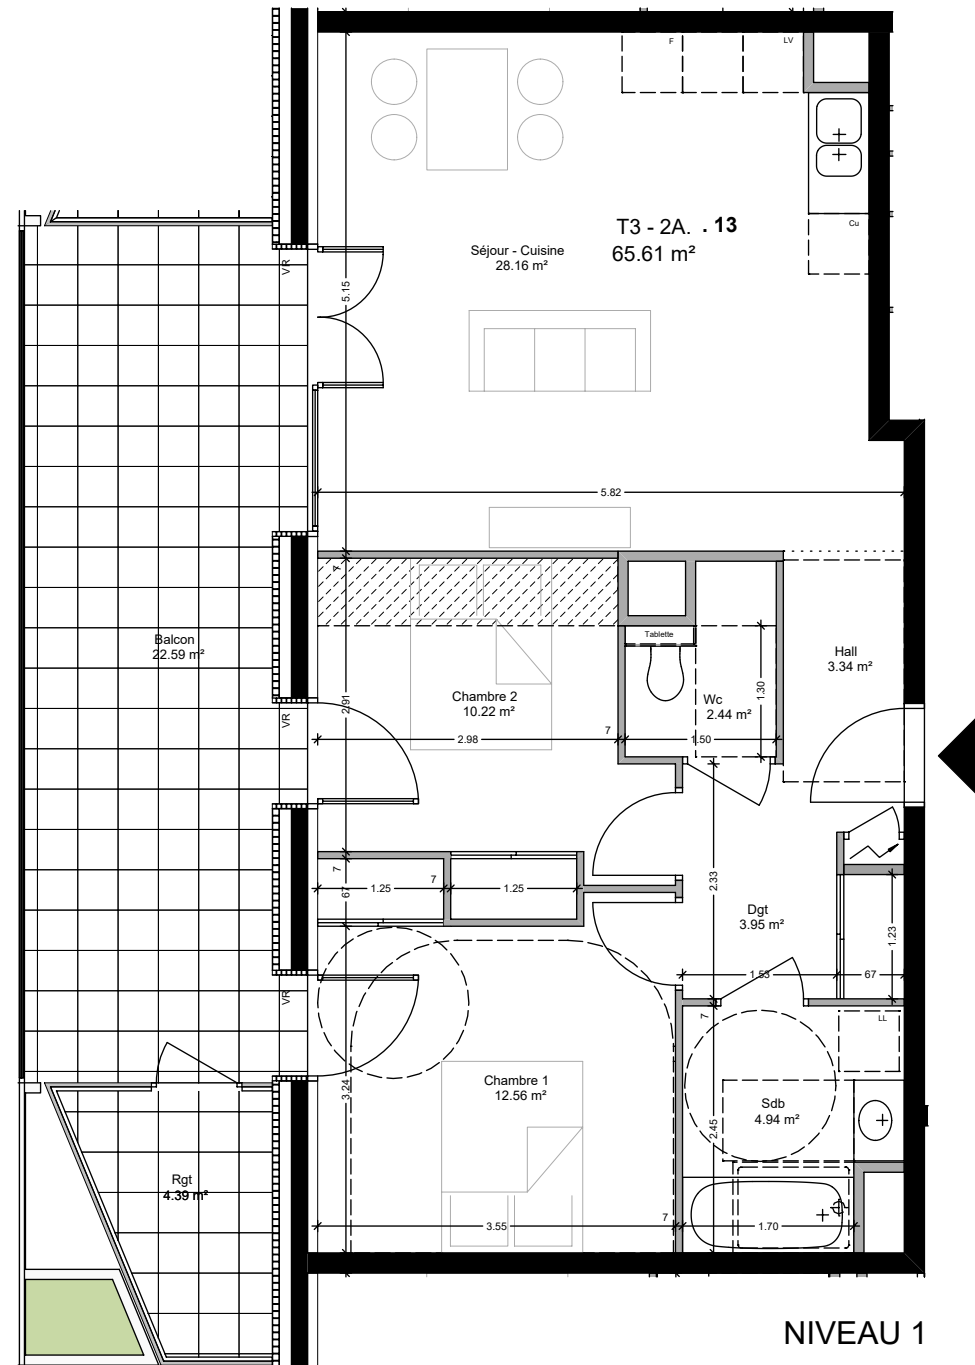 F
LV
T3 - 2A. . 13
65.61 m²
Séjour - Cuisine
28.16 m²
Cu
VR
5.15
5.82
7
Tablette
Balcon
22.59 m²
Hall
3.34 m²
Chambre 2
10.22 m²
Wc
2.44 m²
1.30
2.91
VR
2.98
7
1.50
7
67
1.25
7
1.25
2.33
Dgt
3.95 m²
1.23
1.53
67
VR
7
LL
Chambre 1
12.56 m²
3.24
Sdb
4.94 m²
2.45
Rgt
4.39 m²
3.55
7
1.70
NIVEAU 1